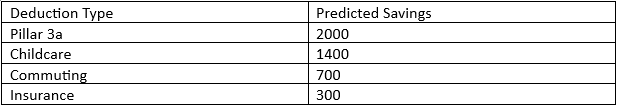 Deduction Type Predicted Savings
Pillar 3a 2000
Childcare 1400
Commuting 700
Insurance 300